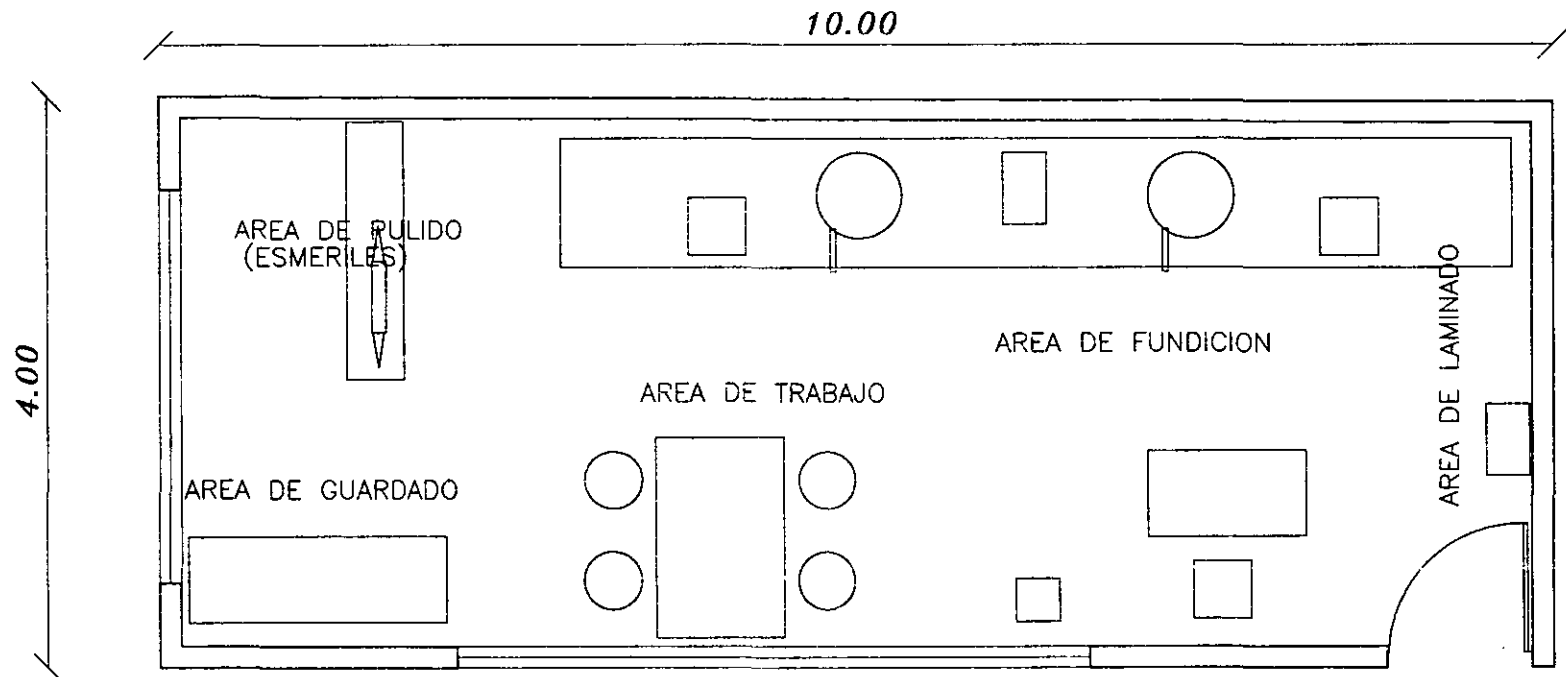 10.00
4.00
AREA DE PULIDO
(ESMERILES)
AREA DE FUNDICION
AREA DE LAMINADO
AREA DE TRABAJO
AREA DE GUARDADO